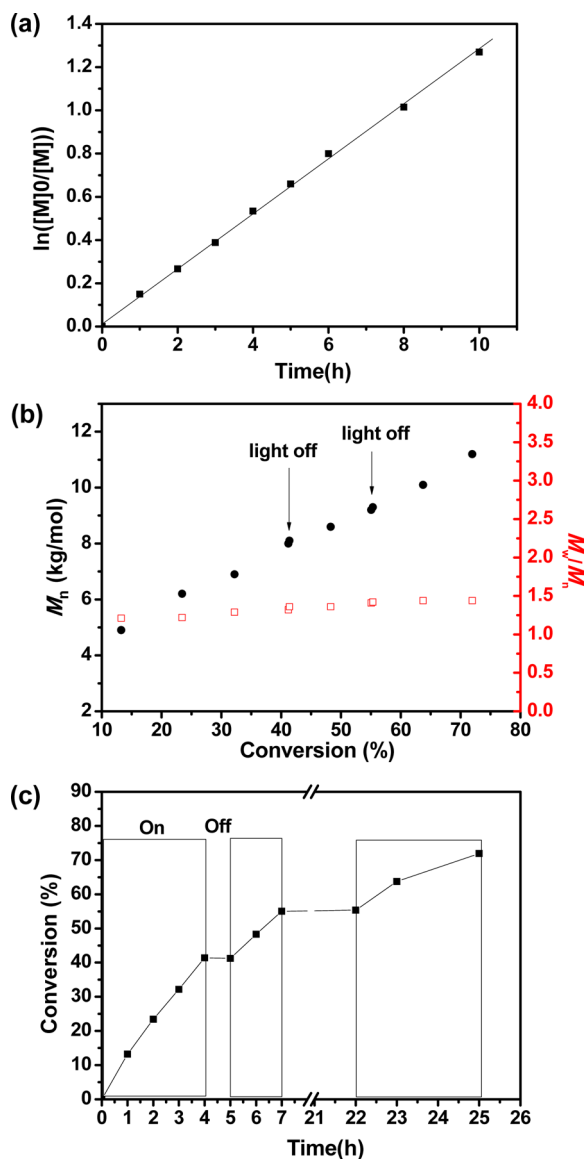 (a)
1.4
1.2
1.0
0.8
0.6
0.4
0.2
0.0
ln([M]0/[M]))
0 2 4 6 8 10
Time(h)
(b)
12
10
8
6
4
2
Mn (kg/mol)
light off
light off
4.0
3.5
3.0
2.5
2.0
1.5
1.0
0.5
0.0
Mw/Mn
10 20 30 40 50 60 70 80
Conversion (%)
(c)
90
80
70
60
50
40
30
20
10
0
Conversion (%)
On Off
0 1 2 3 4 5 6 7 21 22 23 24 25 26
Time(h)